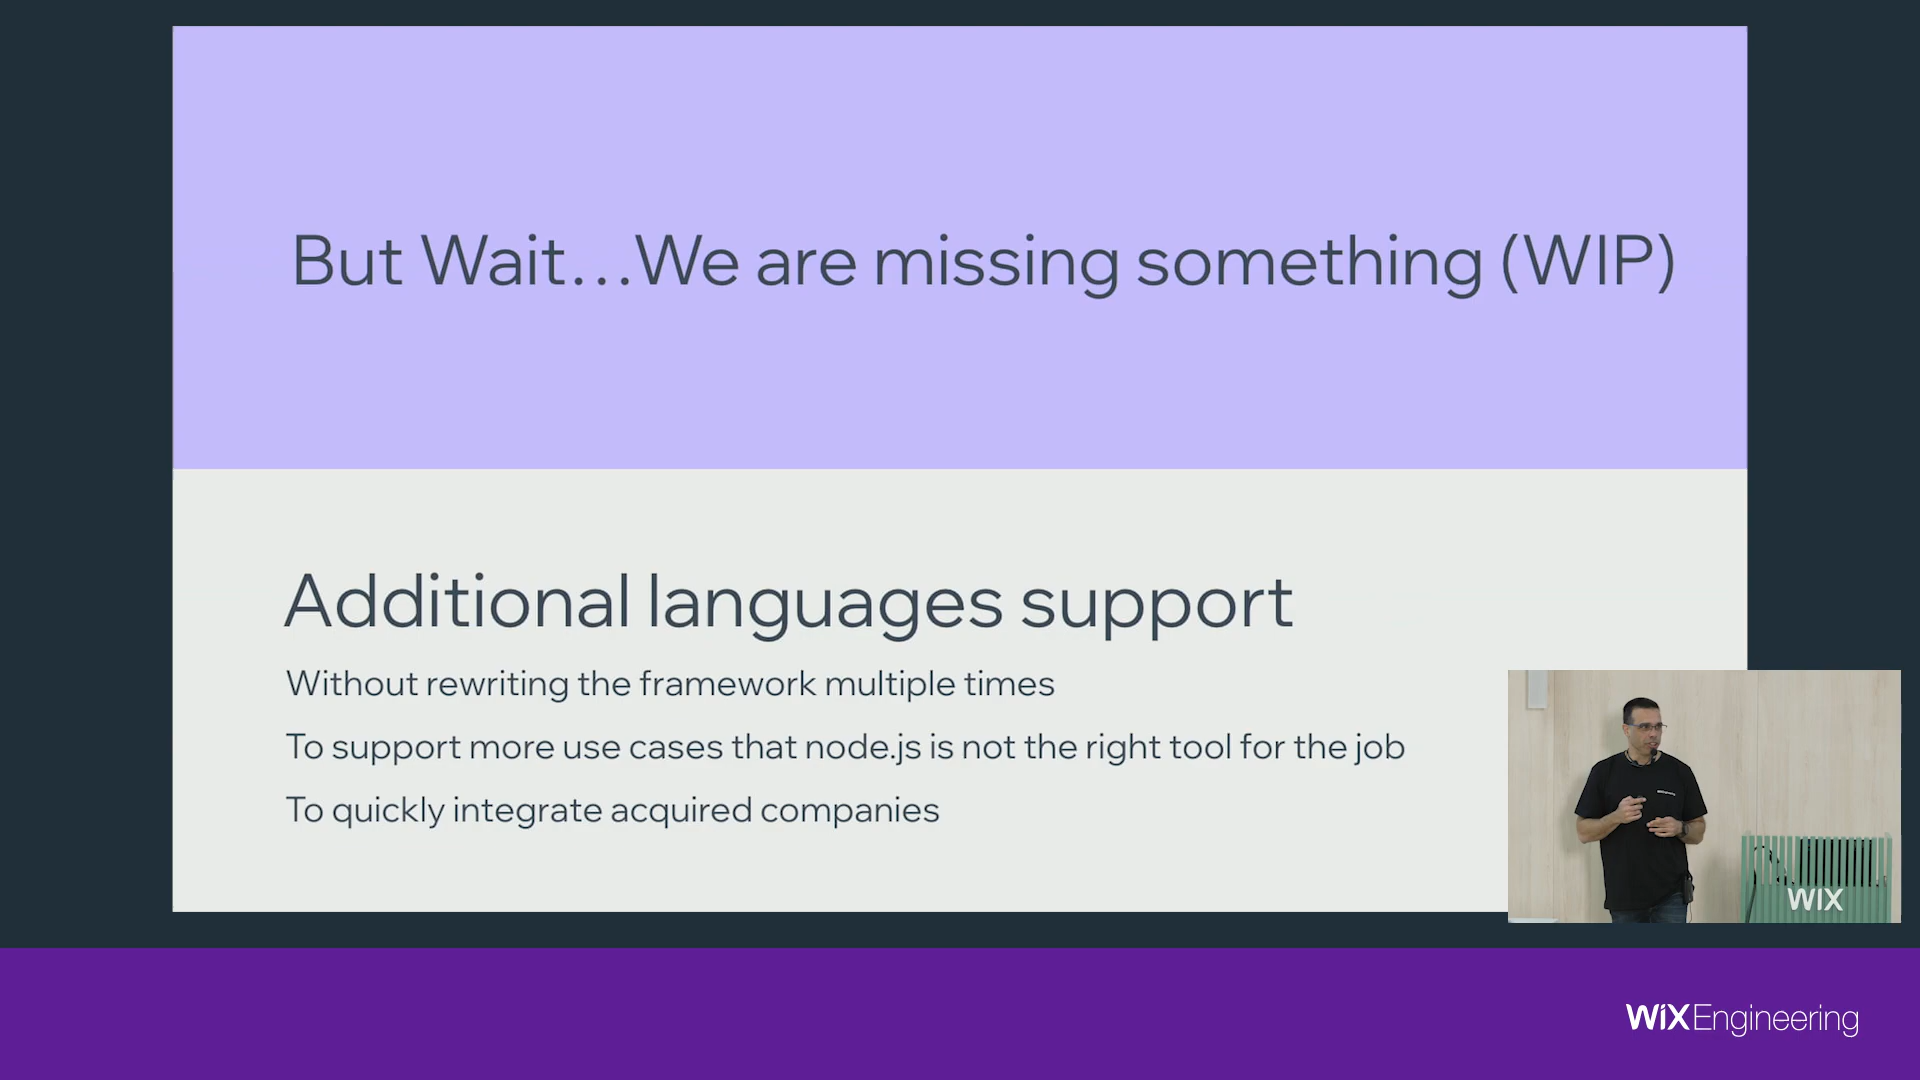 But Wait...We are missing something (WIP)
Additional languages support
Without rewriting the framework multiple times
To support more use cases that node.js is not the right tool for the job
To quickly integrate acquired companies
WIX
WiXEngineering